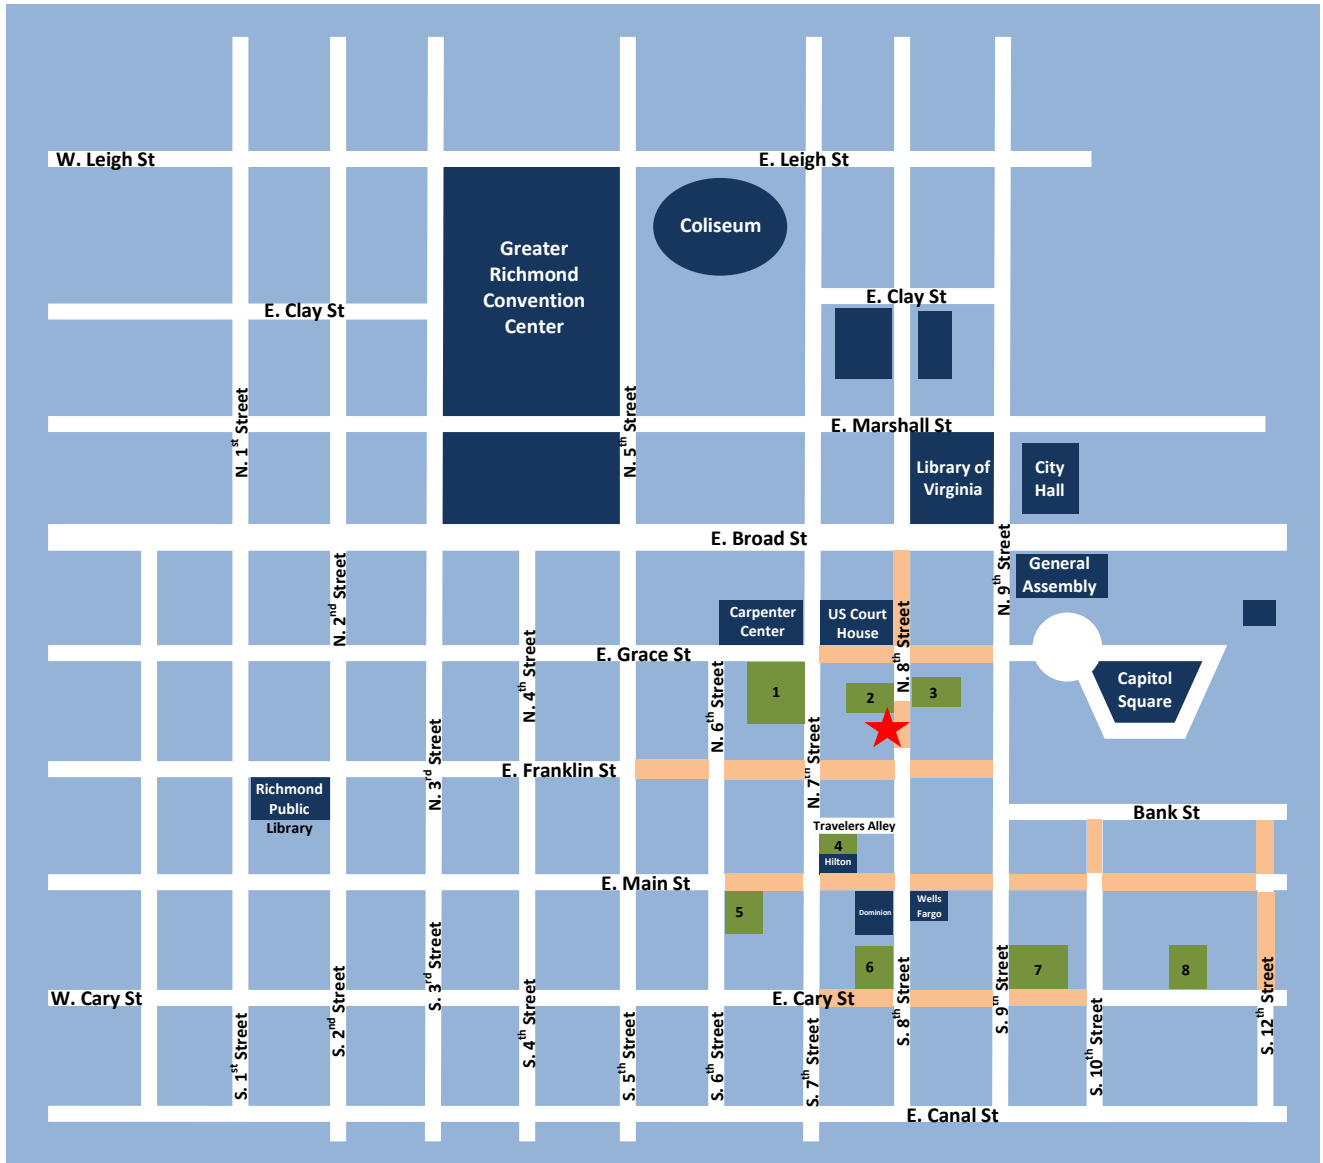 W. Leigh St
E. Leigh St
Coliseum
Greater
Richmond
Convention
Center
E. Clay St
E. Clay St
N. 1st Street
N. 5th Street
E. Marshall St
Library of
Virginia
City
Hall
E. Broad St
N. 2nd Street
N. 9th Street
General
Assembly
Carpenter
Center
US Court
House
N. 8th Street
E. Grace St
N. 4th Street
N. 6th Street
1
2
3
Capitol
Square
N. 3rd Street
N. 7th Street
E. Franklin St
Richmond
Public
Library
Bank St
Travelers Alley
4
Hilton
E. Main St
5
Dominion
Wells
Fargo
6
7
8
W. Cary St
E. Cary St
S. 1st Street
S. 2nd Street
S. 3rd Street
S. 4th Street
S. 5th Street
S. 6th Street
S. 7th Street
S. 8th Street
S. 9th Street
S. 10th Street
S. 12th Street
E. Canal St